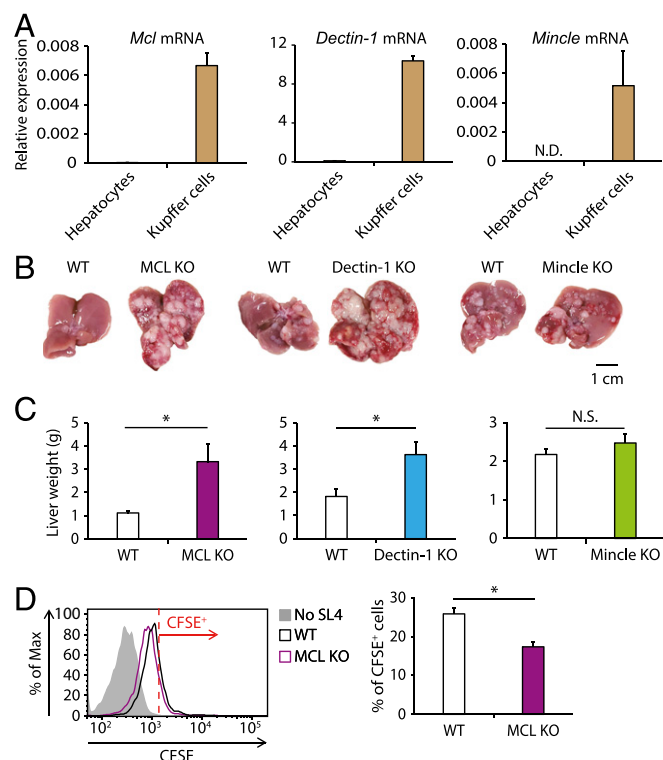 A
Mcl mRNA
Dectin-1 mRNA
Mincle mRNA
Relative expression
0.008
0.006
0.004
0.002
0
12
8
4
0
0.008
0.006
0.004
0.002
0
N.D.
Hepatocytes
Kupffer cells
Hepatocytes
Kupffer cells
Hepatocytes
Kupffer cells
B
WT
MCL KO
WT
Dectin-1 KO
WT
Mincle KO
1 cm
C
Liver weight (g)
5
4
3
2
1
0
*
WT
MCL KO
5
4
3
2
1
0
*
WT
Dectin-1 KO
3
2
1
0
N.S.
WT
Mincle KO
D
% of Max
100
80
60
40
20
0
CFSE+
10²
10³
10⁴
10⁵
CFSE
No SL4
WT
MCL KO
% of CFSE+ cells
30
20
10
0
*
WT
MCL KO